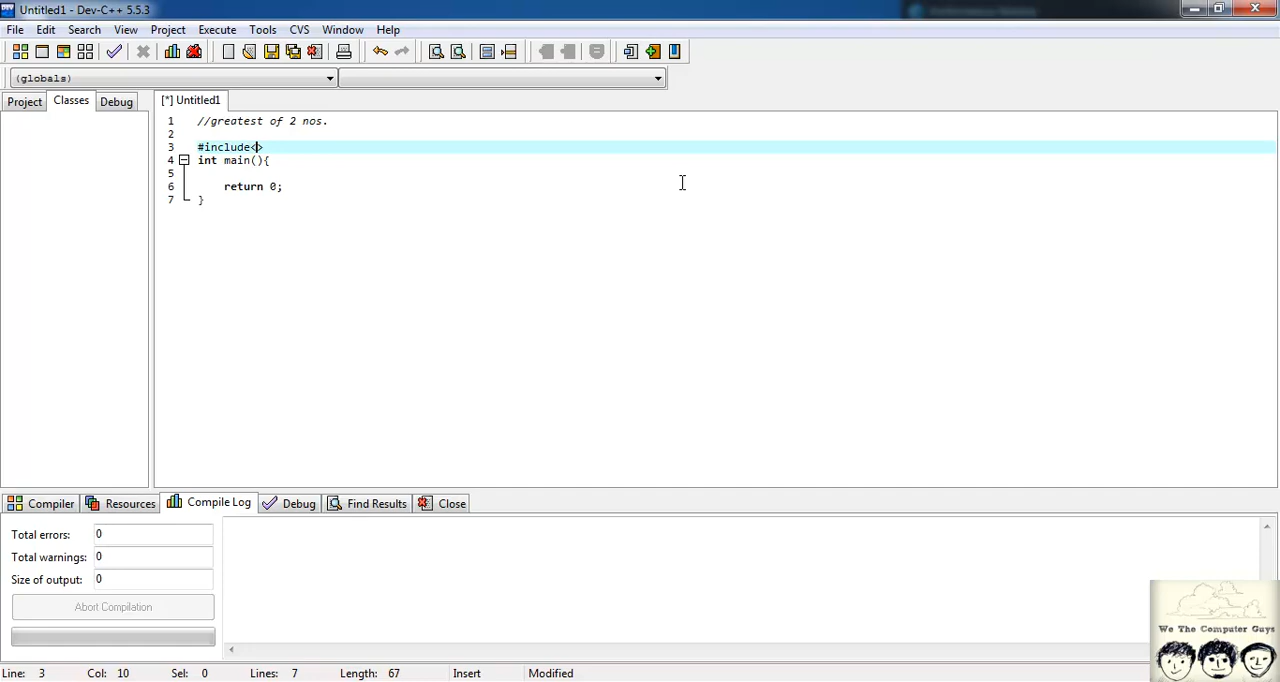 Untitled1 - Dev-C++ 5.5.3
File Edit Search View Project Execute Tools CVS Window Help
(globals)
Project Classes Debug [*] Untitled1
1 //greatest of 2 nos.
2
3 #include<>
4 int main(){
5
6 return 0;
7 }
Compiler Resources Compile Log Debug Find Results Close
Total errors: 0
Total warnings: 0
Size of output: 0
Abort Compilation
We The Computer Guys
Line: 3 Col: 10 Sel: 0 Lines: 7 Length: 67 Insert Modified